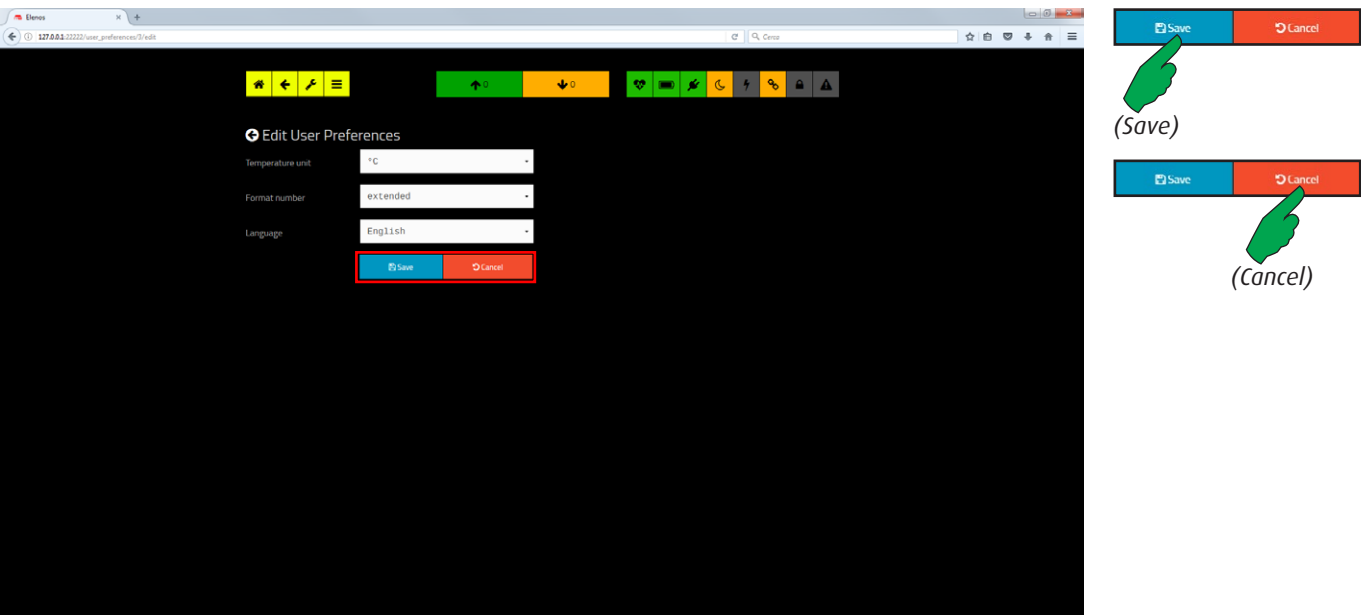 Elenos
127.0.0.1:22222/user_preferences/3/edit
Cerca
0
0
Edit User Preferences
Temperature unit
°C
Format number
extended
Language
English
Save
Cancel
Save
Cancel
(Save)
Save
Cancel
(Cancel)